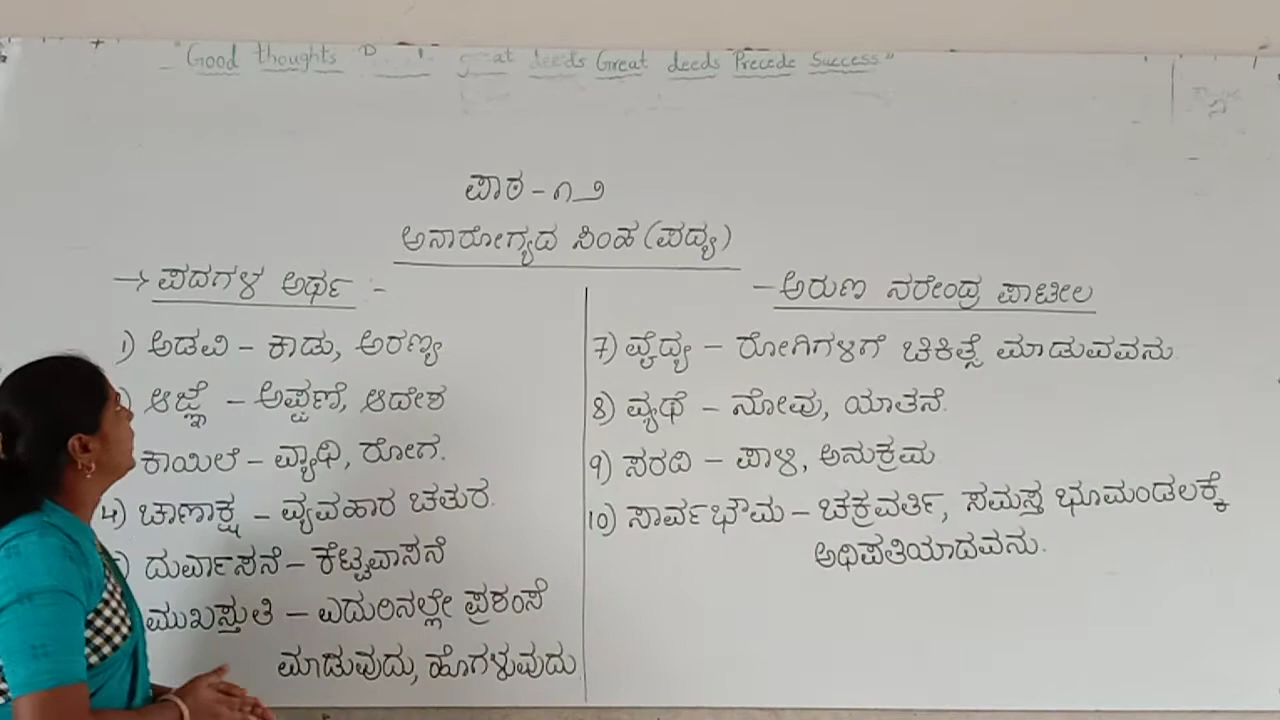 "Good thoughts great deeds Great deeds Precede Success"
ಪಾಠ - ೧೨
ಅನಾರೋಗ್ಯದ ಸಿಂಹ (ಪದ್ಯ)
→ ಪದಗಳ ಅರ್ಥ :-
- ಅರುಣ ನರೇಂದ್ರ ಪಾಟೀಲ
1) ಅಡವಿ - ಕಾಡು, ಅರಣ್ಯ
) ಆಜ್ಞೆ - ಅಪ್ಪಣೆ, ಆದೇಶ
ಕಾಯಿಲೆ - ವ್ಯಾಧಿ, ರೋಗ.
4) ಚಾಣಾಕ್ಷ - ವ್ಯವಹಾರ ಚತುರ.
) ದುರ್ವಾಸನೆ - ಕೆಟ್ಟವಾಸನೆ
ಮುಖಸ್ತುತಿ - ಎದುರಿನಲ್ಲೇ ಪ್ರಶಂಸೆ
ಮಾಡುವುದು, ಹೊಗಳುವುದು
7) ವೈದ್ಯ - ರೋಗಿಗಳಿಗೆ ಚಿಕಿತ್ಸೆ ಮಾಡುವವನು
8) ವ್ಯಥೆ - ನೋವು, ಯಾತನೆ.
9) ಸರದಿ - ಪಾಳಿ, ಅನುಕ್ರಮ
10) ಸಾರ್ವಭೌಮ - ಚಕ್ರವರ್ತಿ, ಸಮಸ್ತ ಭೂಮಂಡಲಕ್ಕೆ
ಅಧಿಪತಿಯಾದವನು.